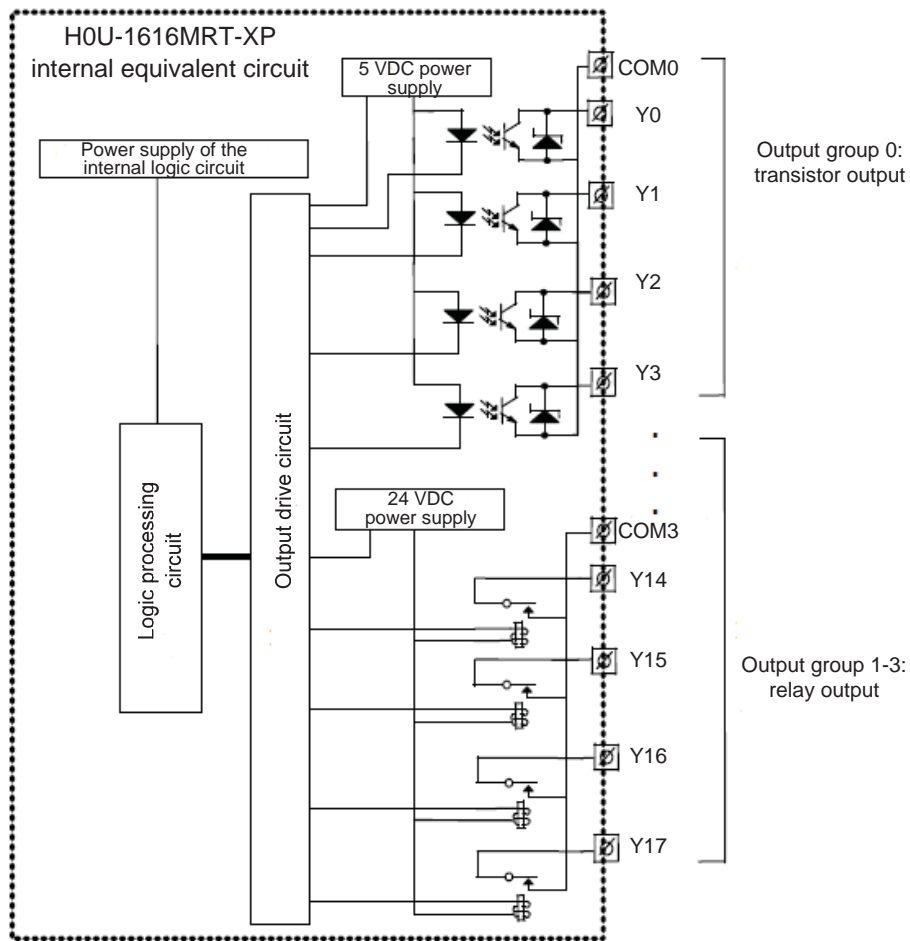 H0U-1616MRT-XP
internal equivalent circuit
5 VDC power
supply
Power supply of the
internal logic circuit
COM0
Y0
Y1
Y2
Y3
Output group 0:
transistor output
Logic processing
circuit
Output drive circuit
24 VDC
power supply
COM3
Y14
Y15
Y16
Y17
Output group 1-3:
relay output